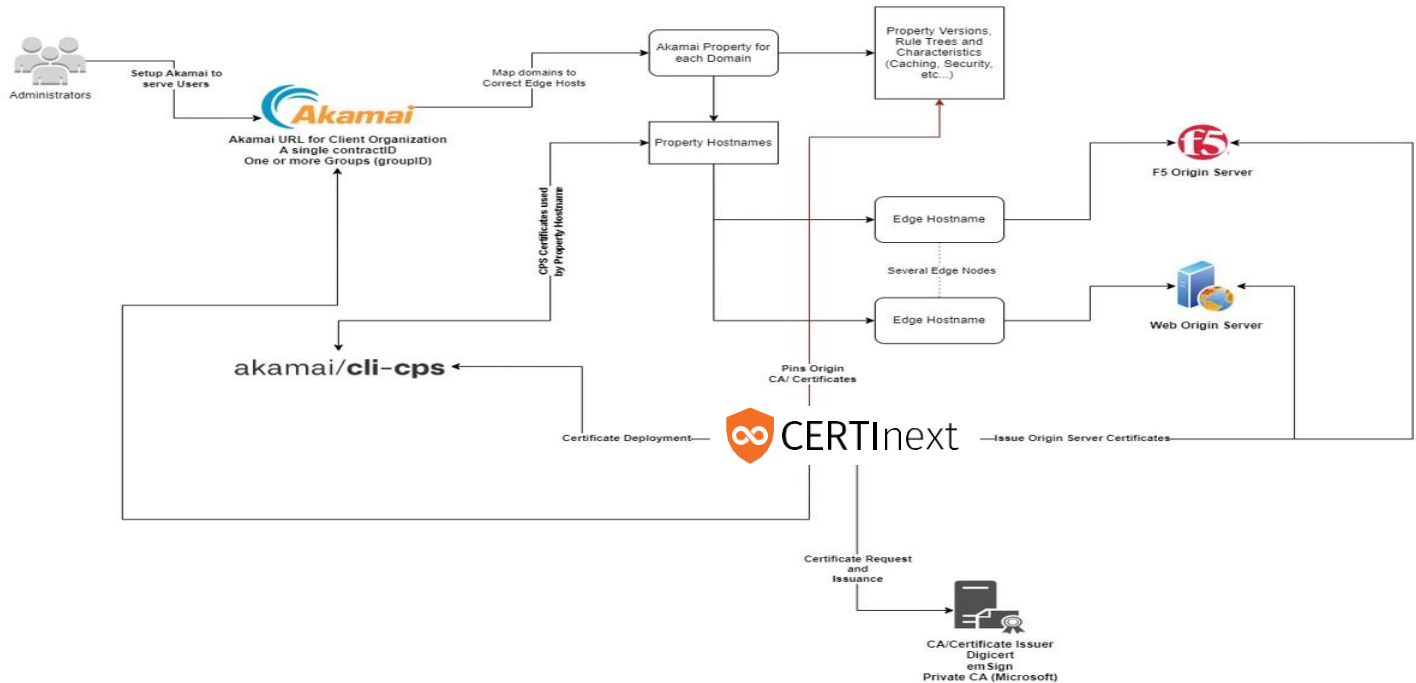 Administrators
Setup Akamai to
serve Users
Akamai
Akamai URL for Client Organization
A single contractID
One or more Groups (groupID)
Map domains to
Correct Edge Hosts
Akamai Property for
each Domain
Property Versions,
Rule Trees and
Characteristics
(Caching, Security,
etc...)
Property Hostnames
CPS Certificates used
by Property Hostname
f5
F5 Origin Server
Edge Hostname
Several Edge Nodes
Edge Hostname
Web Origin Server
akamai/cli-cps
Pins Origin
CA/ Certificates
Certificate Deployment
CERTInext
Issue Origin Server Certificates
Certificate Request
and
Issuance
CA/Certificate Issuer
Digicert
emSign
Private CA (Microsoft)